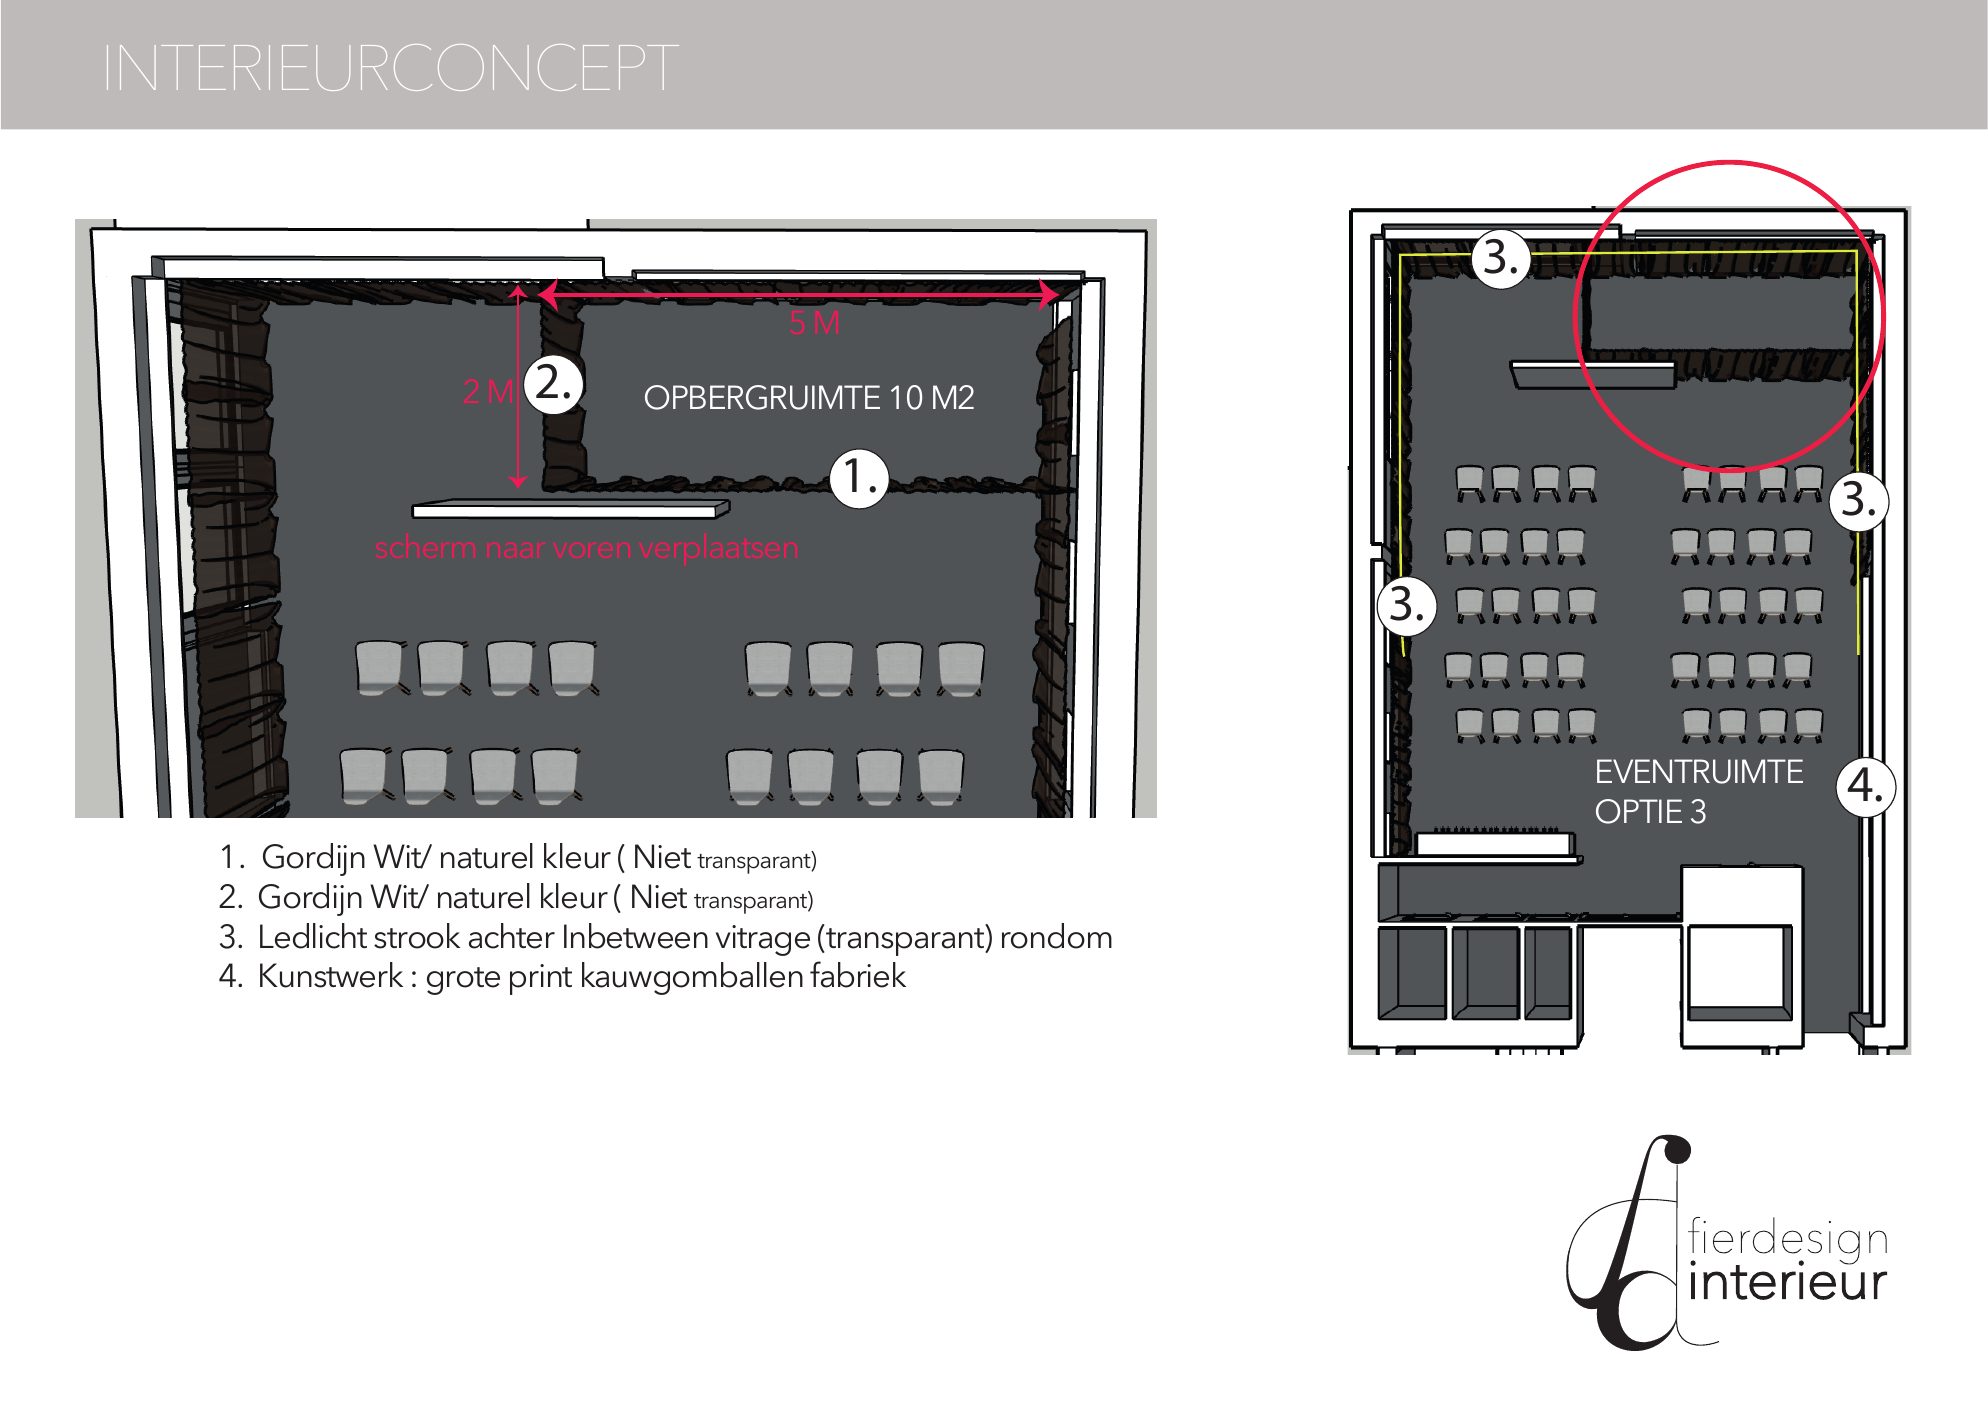 INTERIEURCONCEPT
5 M
2 M
2.
OPBERGRUIMTE 10 M2
1.
scherm naar voren verplaatsen
1. Gordijn Wit/ naturel kleur ( Niet transparant)
2. Gordijn Wit/ naturel kleur ( Niet transparant)
3. Ledlicht strook achter Inbetween vitrage (transparant) rondom
4. Kunstwerk : grote print kauwgomballen fabriek
3.
3.
3.
EVENTRUIMTE
OPTIE 3
4.
fierdesign
interieur